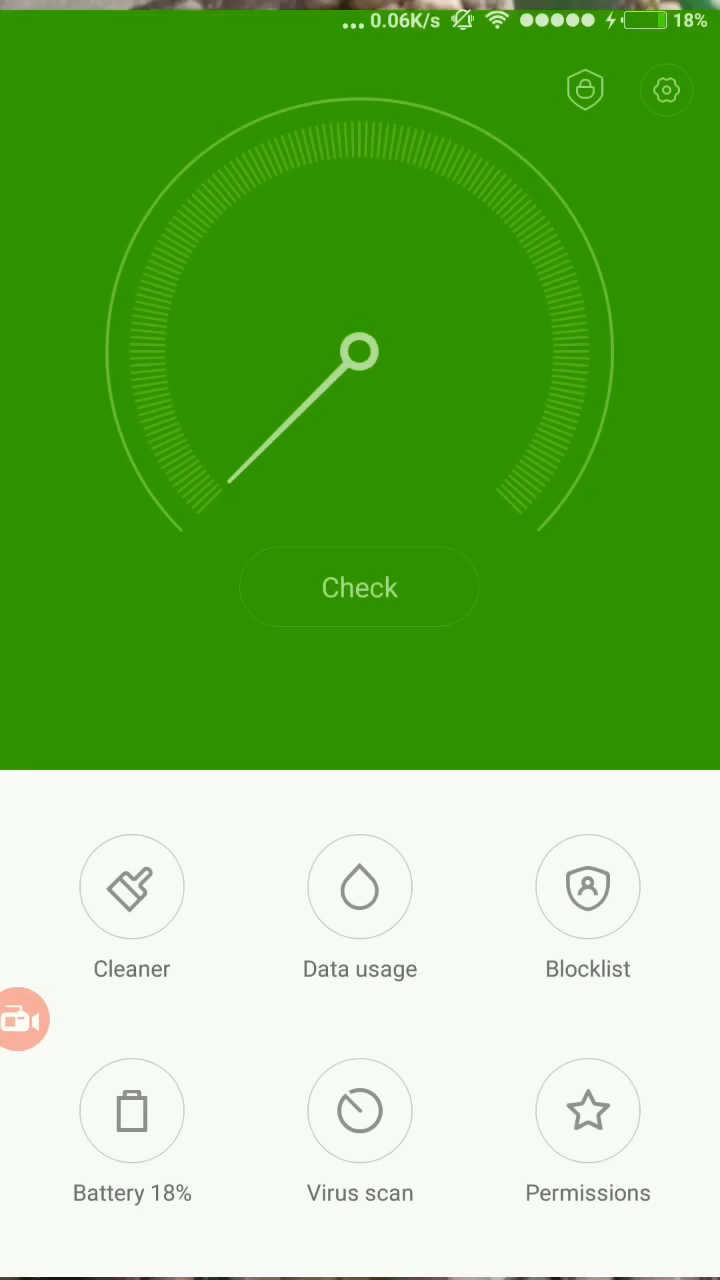 ... 0.06K/s 18%
Check
Cleaner Data usage Blocklist
Battery 18% Virus scan Permissions